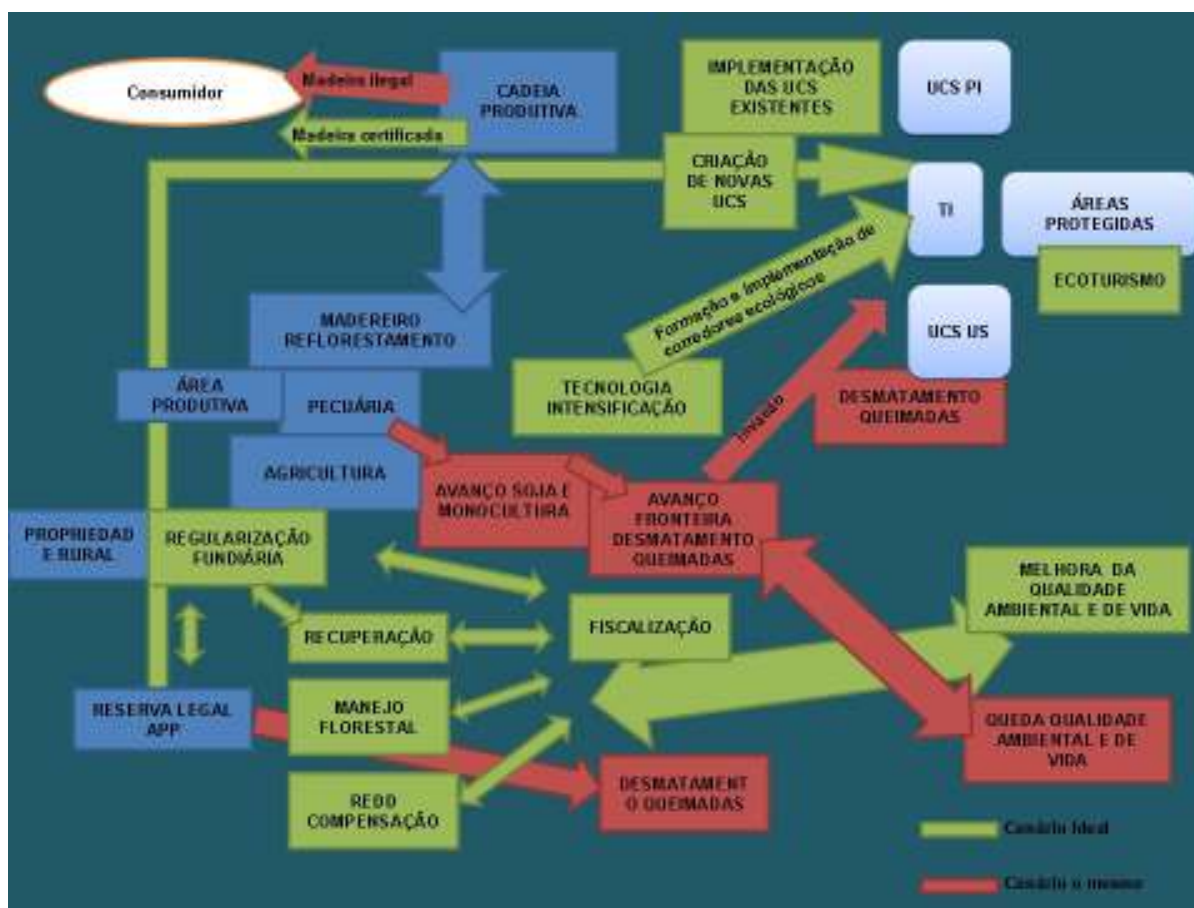 Consumidor
Madeira ilegal
Madeira certificada
CADEIA
PRODUTIVA
IMPLEMENTAÇÃO
DAS UCS
EXISTENTES
UCS PI
CRIAÇÃO
DE NOVAS
UCS
TI
ÁREAS
PROTEGIDAS
ECOTURISMO
Formação e implementação de
corredores ecológicos
MADEREIRO
REFLORESTAMENTO
UCS US
ÁREA
PRODUTIVA
PECUÁRIA
TECNOLOGIA
INTENSIFICAÇÃO
Invasão
DESMATAMENTO
QUEIMADAS
AGRICULTURA
AVANÇO SOJA E
MONOCULTURA
AVANÇO
FRONTEIRA
DESMATAMENTO
QUEIMADAS
PROPRIEDAD
E RURAL
REGULARIZAÇÃO
FUNDIÁRIA
MELHORA DA
QUALIDADE
AMBIENTAL E DE VIDA
RECUPERAÇÃO
FISCALIZAÇÃO
RESERVA LEGAL
APP
MANEJO
FLORESTAL
QUEDA QUALIDADE
AMBIENTAL E DE
VIDA
REDD
COMPENSAÇÃO
DESMATAMENT
O QUEIMADAS
Cenário Ideal
Cenário o mesmo